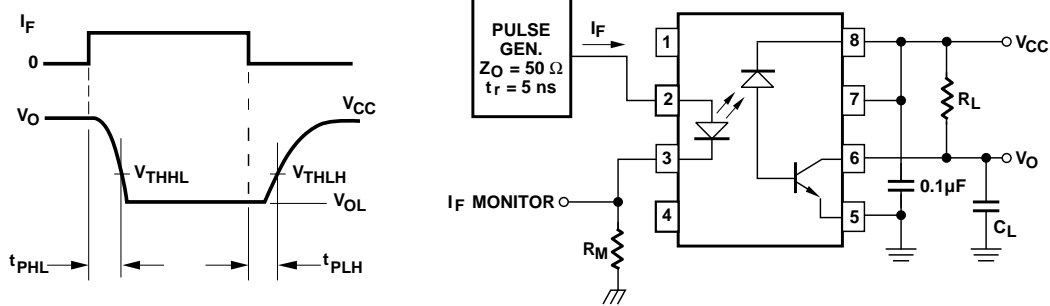 I_F
0
V_O
V_CC
V_THHL
V_THLH
V_OL
t_PHL
t_PLH
PULSE
GEN.
Z_O = 50 Ω
t_r = 5 ns
I_F
1
2
3
4
8
7
6
5
V_CC
R_L
V_O
0.1µF
C_L
I_F MONITOR
R_M